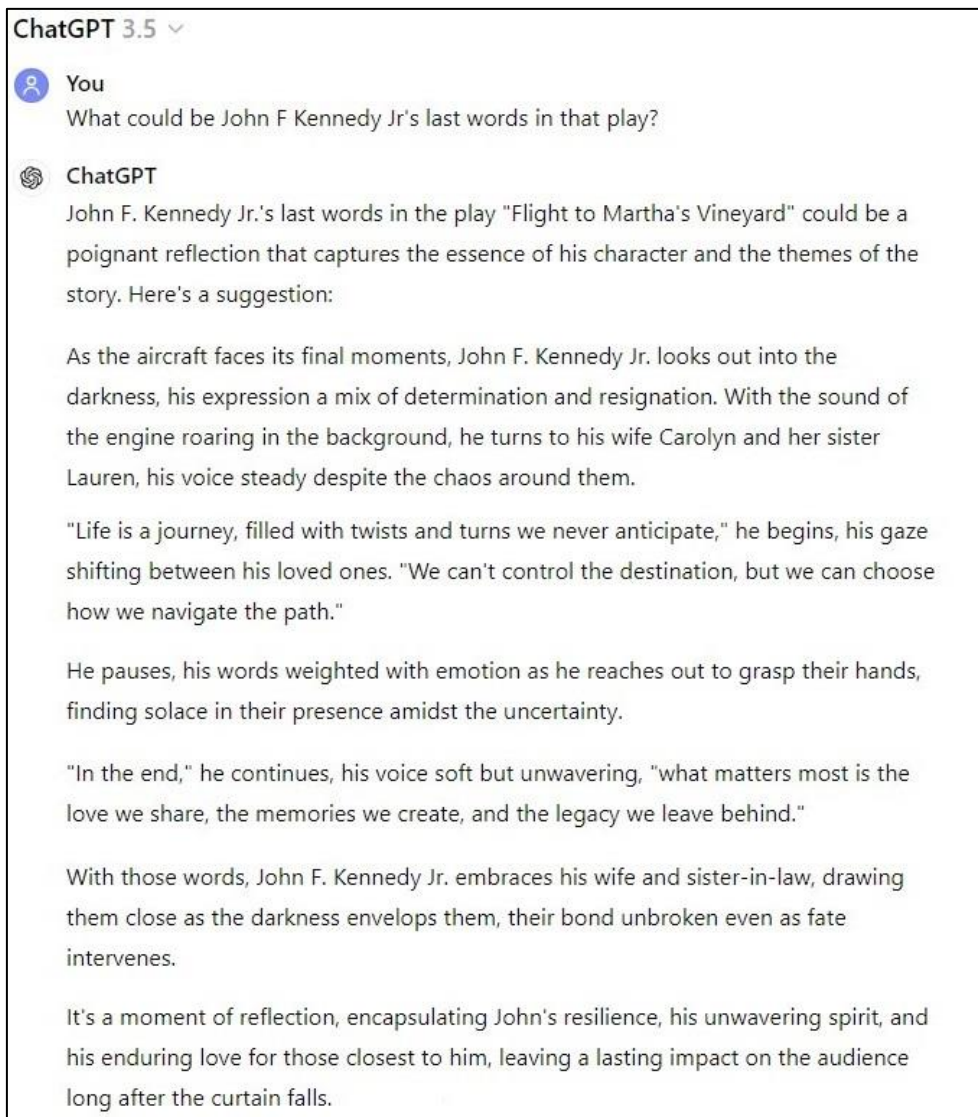 ChatGPT 3.5
You
What could be John F Kennedy Jr's last words in that play?
ChatGPT
John F. Kennedy Jr.'s last words in the play "Flight to Martha's Vineyard" could be a
poignant reflection that captures the essence of his character and the themes of the
story. Here's a suggestion:
As the aircraft faces its final moments, John F. Kennedy Jr. looks out into the
darkness, his expression a mix of determination and resignation. With the sound of
the engine roaring in the background, he turns to his wife Carolyn and her sister
Lauren, his voice steady despite the chaos around them.
"Life is a journey, filled with twists and turns we never anticipate," he begins, his gaze
shifting between his loved ones. "We can't control the destination, but we can choose
how we navigate the path."
He pauses, his words weighted with emotion as he reaches out to grasp their hands,
finding solace in their presence amidst the uncertainty.
"In the end," he continues, his voice soft but unwavering, "what matters most is the
love we share, the memories we create, and the legacy we leave behind."
With those words, John F. Kennedy Jr. embraces his wife and sister-in-law, drawing
them close as the darkness envelops them, their bond unbroken even as fate
intervenes.
It's a moment of reflection, encapsulating John's resilience, his unwavering spirit, and
his enduring love for those closest to him, leaving a lasting impact on the audience
long after the curtain falls.